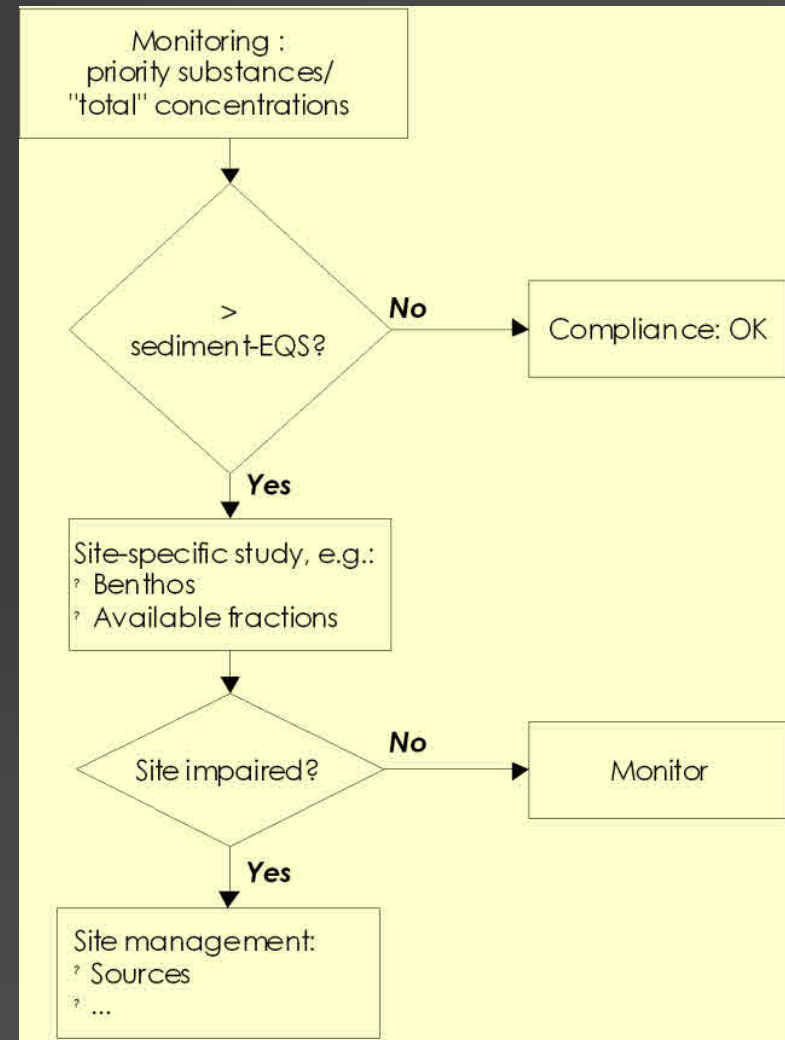 Monitoring :
priority substances/
"total" concentrations
>
sediment-EQS?
No
Compliance: OK
Yes
Site-specific study, e.g.:
? Benthos
? Available fractions
Site impaired?
No
Monitor
Yes
Site management:
? Sources
? ...